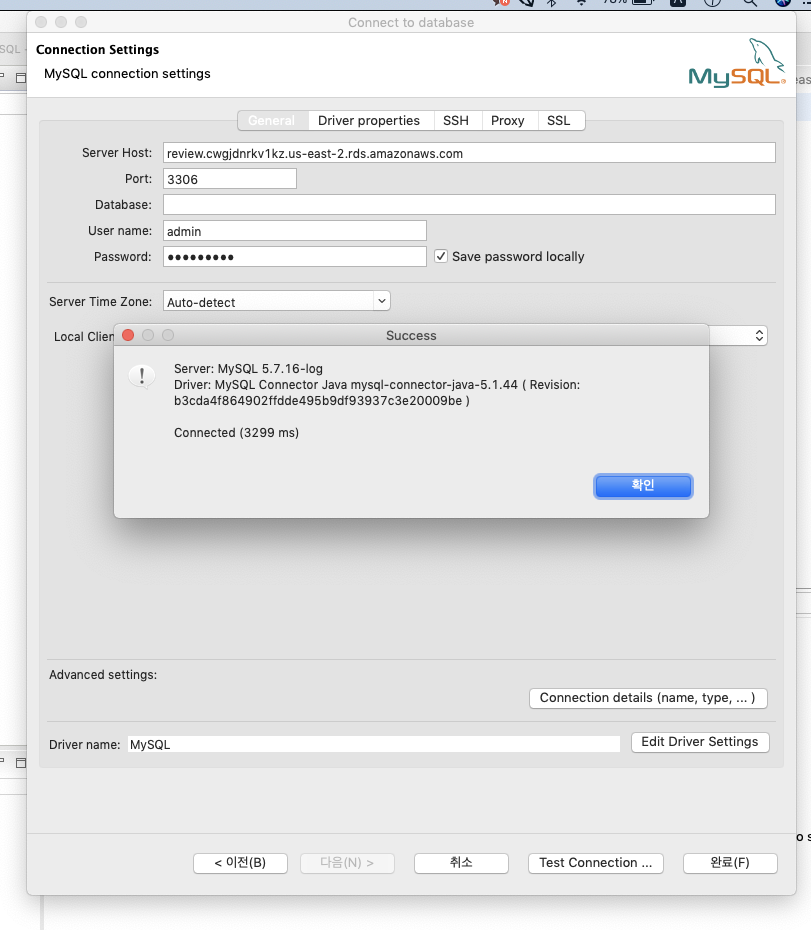 Connect to database
Connection Settings
MySQL connection settings
MySQL
General
Driver properties
SSH
Proxy
SSL
Server Host:
review.cwgjdnrkv1kz.us-east-2.rds.amazonaws.com
Port:
3306
Database:
User name:
admin
Password:
●●●●●●●●●
Save password locally
Server Time Zone:
Auto-detect
Local Clien
Success
Server: MySQL 5.7.16-log
Driver: MySQL Connector Java mysql-connector-java-5.1.44 ( Revision:
b3cda4f864902ffdde495b9df93937c3e20009be )
Connected (3299 ms)
확인
Advanced settings:
Connection details (name, type, ... )
Driver name:
MySQL
Edit Driver Settings
< 이전(B)
다음(N) >
취소
Test Connection ...
완료(F)